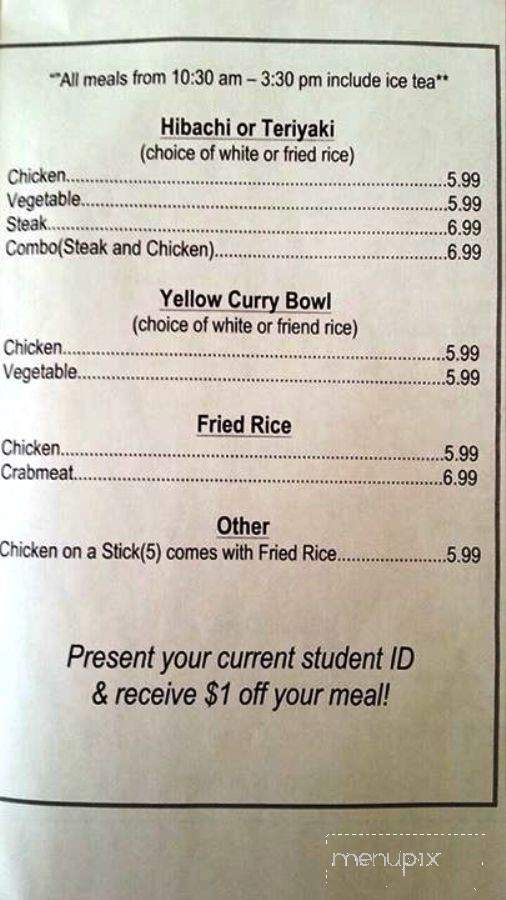 **All meals from 10:30 am – 3:30 pm include ice tea**
Hibachi or Teriyaki
(choice of white or fried rice)
Chicken..............................................................................5.99
Vegetable...........................................................................5.99
Steak..................................................................................6.99
Combo(Steak and Chicken)................................................6.99
Yellow Curry Bowl
(choice of white or friend rice)
Chicken..............................................................................5.99
Vegetable...........................................................................5.99
Fried Rice
Chicken..............................................................................5.99
Crabmeat............................................................................6.99
Other
Chicken on a Stick(5) comes with Fried Rice.......................5.99
Present your current student ID
& receive $1 off your meal!
menupix